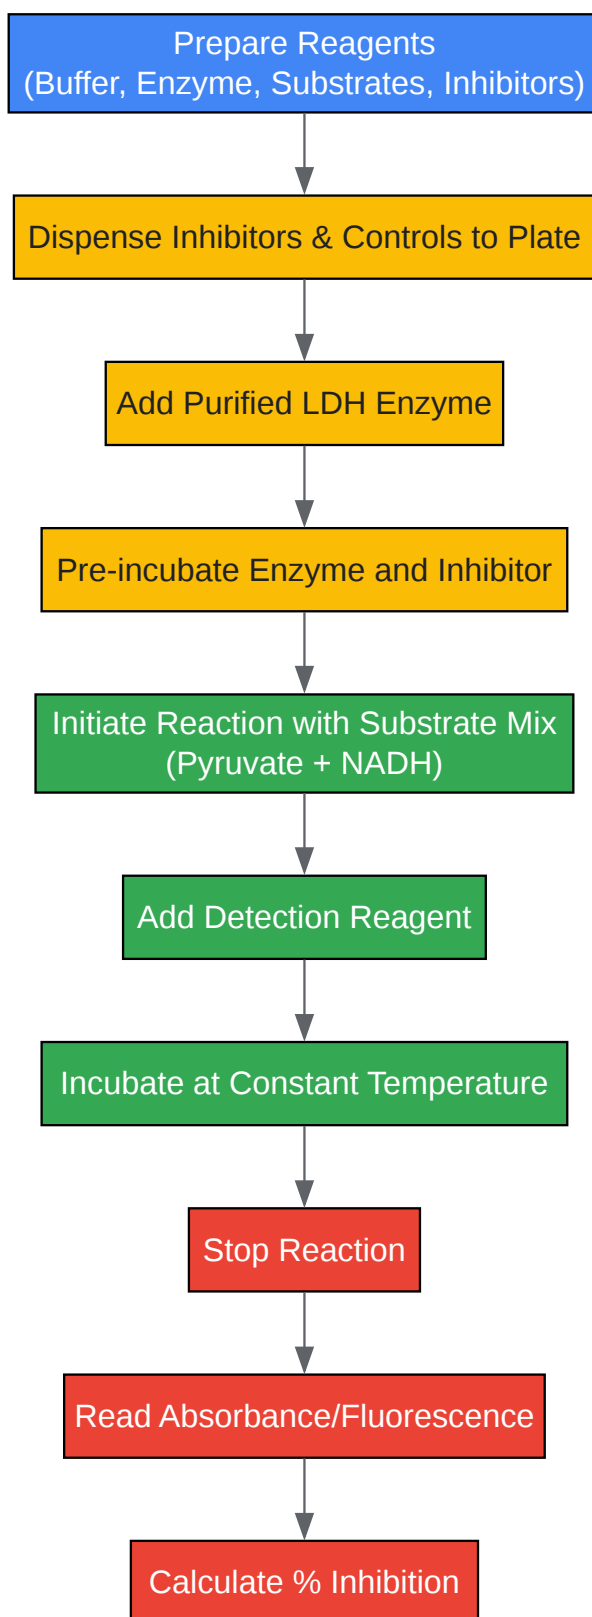 Prepare Reagents
(Buffer, Enzyme, Substrates, Inhibitors)
Dispense Inhibitors & Controls to Plate
Add Purified LDH Enzyme
Pre-incubate Enzyme and Inhibitor
Initiate Reaction with Substrate Mix
(Pyruvate + NADH)
Add Detection Reagent
Incubate at Constant Temperature
Stop Reaction
Read Absorbance/Fluorescence
Calculate % Inhibition